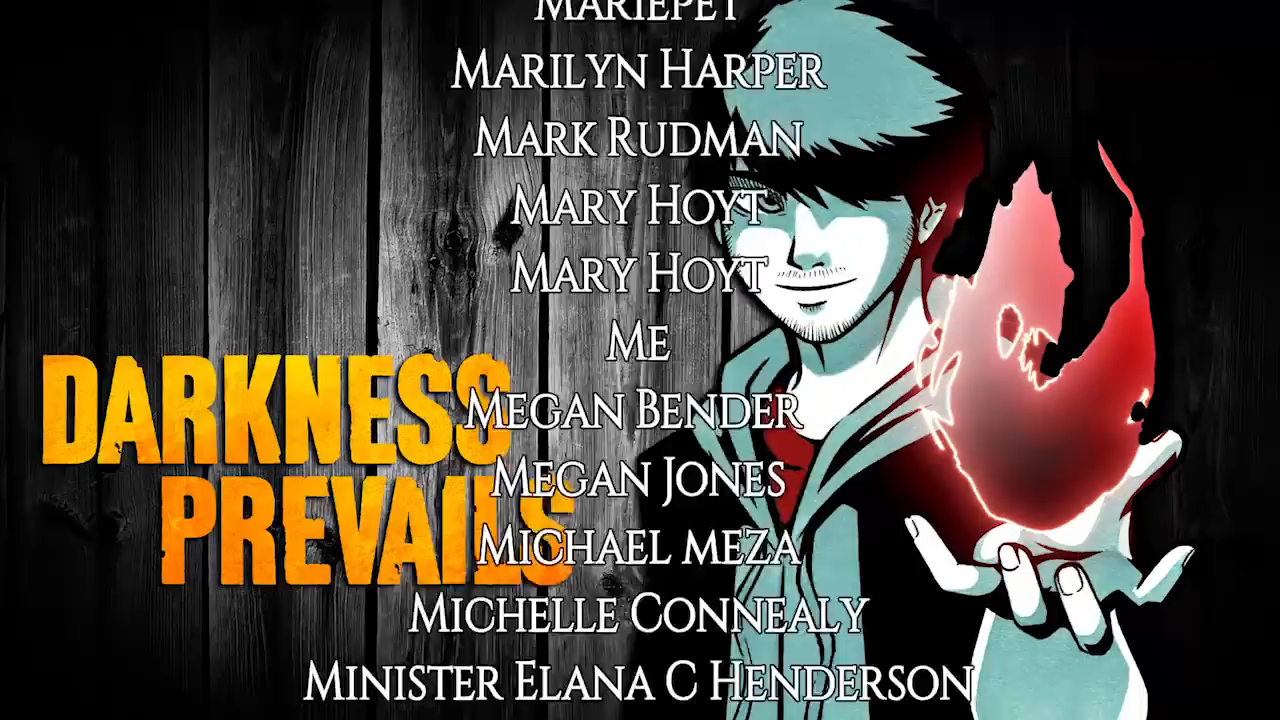 MARIEPET
MARILYN HARPER
MARK RUDMAN
MARY HOYT
MARY HOYT
ME
MEGAN BENDER
MEGAN JONES
MICHAEL MEZA
MICHELLE CONNEALY
MINISTER ELANA C HENDERSON
DARKNESS
PREVAILS